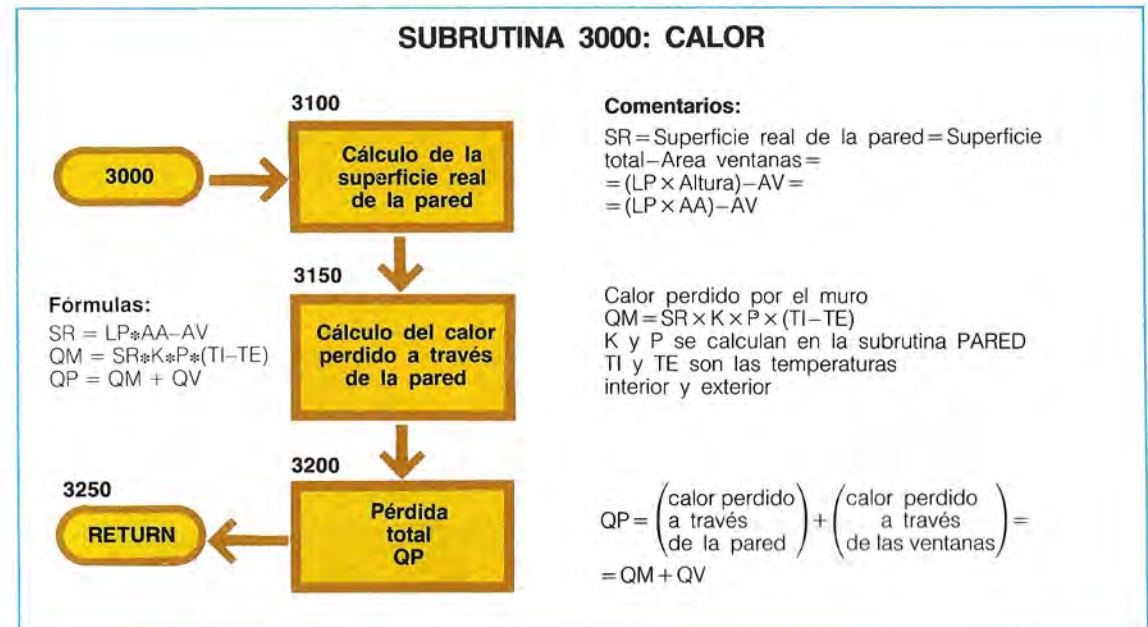 SUBRUTINA 3000: CALOR
3000
3100
Cálculo de la
superficie real
de la pared
Comentarios:
SR=Superficie real de la pared=Superficie
total–Area ventanas=
=(LP×Altura)–AV=
=(LP×AA)–AV
Fórmulas:
SR = LP*AA–AV
QM = SR*K*P*(TI–TE)
QP = QM + QV
3150
Cálculo del calor
perdido a través
de la pared
Calor perdido por el muro
QM=SR×K×P×(TI–TE)
K y P se calculan en la subrutina PARED
TI y TE son las temperaturas
interior y exterior
3250
RETURN
3200
Pérdida
total
QP
QP= (calor perdido a través de la pared) + (calor perdido a través de las ventanas) =
=QM+QV